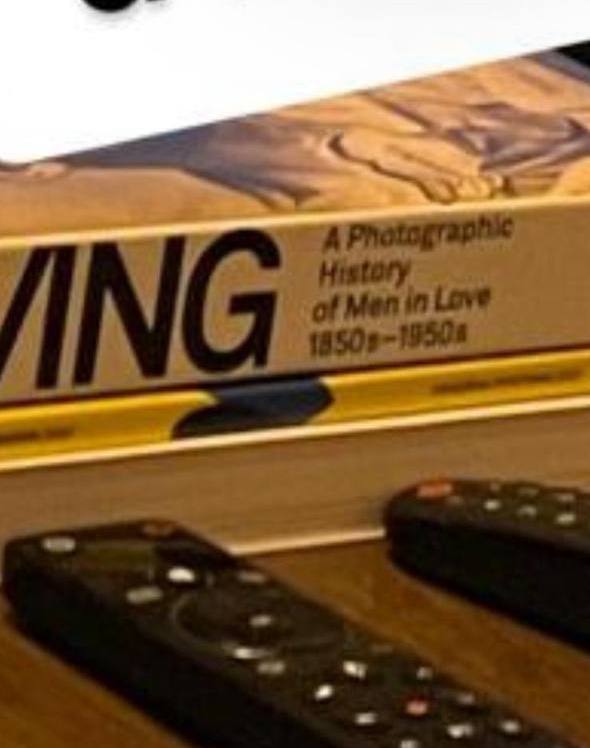 VING
A Photographic
History
of Men in Love
1850s–1950s